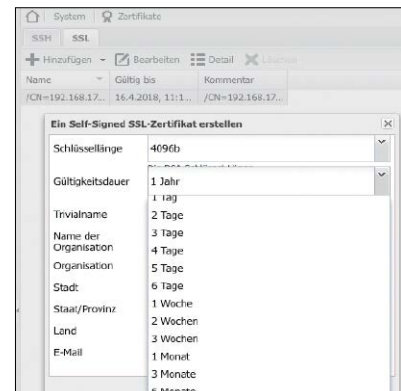 System | Zertifikate
SSH SSL
Hinzufügen Bearbeiten Detail Löschen
Name Gültig bis Kommentar
/CN=192.168.17... 16.4.2018, 11:1... /CN=192.168.17...
Ein Self-Signed SSL-Zertifikat erstellen
Schlüssellänge 4096b
Gültigkeitsdauer 1 Jahr
1 Tag
Trivialname 2 Tage
Name der 3 Tage
Organisation 4 Tage
Organisation 5 Tage
Stadt 6 Tage
Staat/Provinz 1 Woche
2 Wochen
Land 3 Wochen
E-Mail 1 Monat
3 Monate
6 Monate